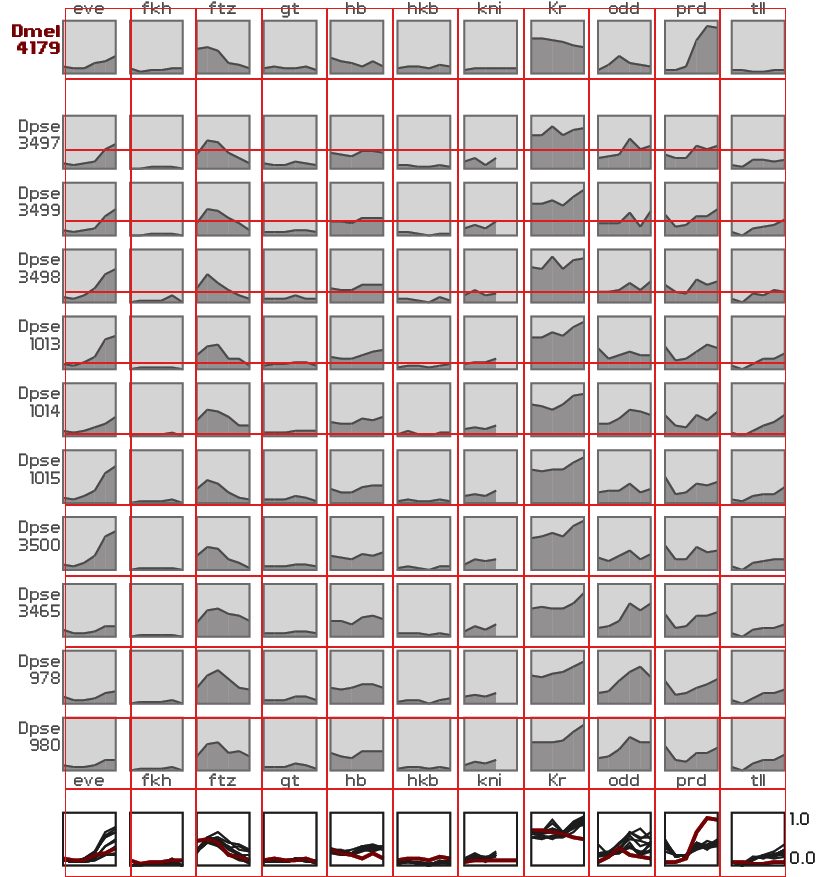 eve fkh ftz gt hb hkb kni Kr odd prd tll
Dmel
4179
Dpse
3497
Dpse
3499
Dpse
3498
Dpse
1013
Dpse
1014
Dpse
1015
Dpse
3500
Dpse
3465
Dpse
978
Dpse
980
eve fkh ftz gt hb hkb kni Kr odd prd tll
1.0
0.0